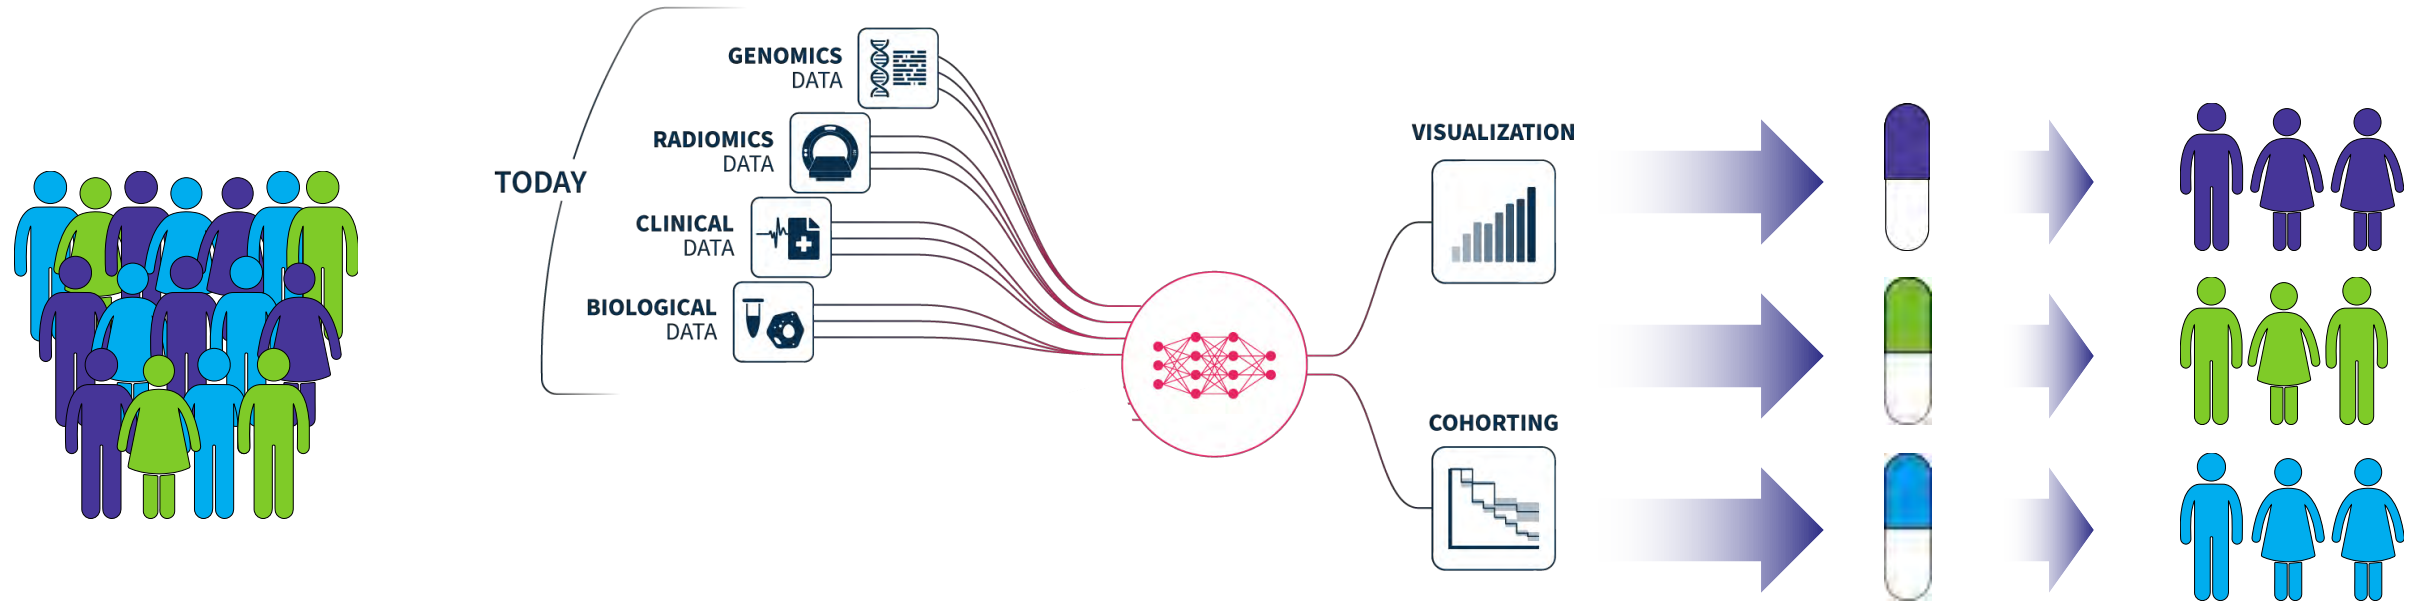 GENOMICS
DATA
RADIOMICS
DATA
TODAY
CLINICAL
DATA
BIOLOGICAL
DATA
VISUALIZATION
COHORTING